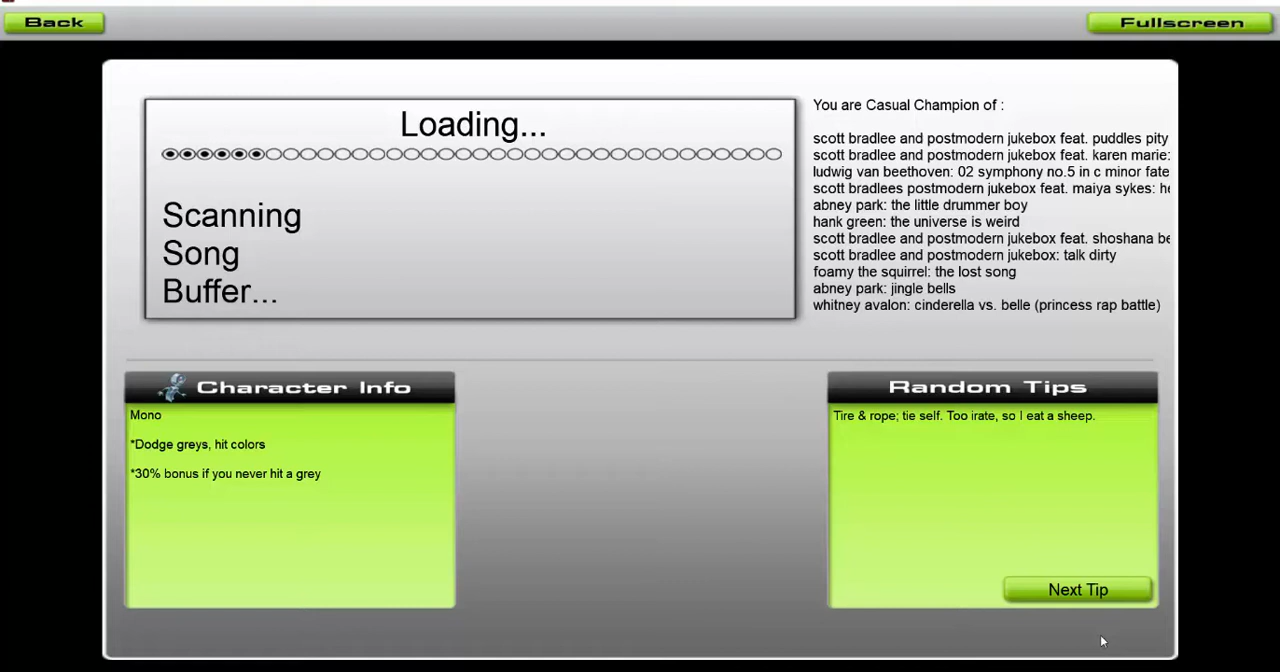 Back
Fullscreen
Loading...
Scanning
Song
Buffer...
You are Casual Champion of :
scott bradlee and postmodern jukebox feat. puddles pity
scott bradlee and postmodern jukebox feat. karen marie:
ludwig van beethoven: 02 symphony no.5 in c minor fate
scott bradlees postmodern jukebox feat. maiya sykes: he
abney park: the little drummer boy
hank green: the universe is weird
scott bradlee and postmodern jukebox feat. shoshana be
scott bradlee and postmodern jukebox: talk dirty
foamy the squirrel: the lost song
abney park: jingle bells
whitney avalon: cinderella vs. belle (princess rap battle)
Character Info
Mono
*Dodge greys, hit colors
*30% bonus if you never hit a grey
Random Tips
Tire & rope; tie self. Too irate, so I eat a sheep.
Next Tip